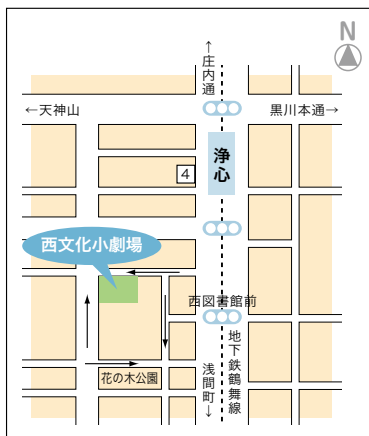 N
↑庄内通
←天神山
黒川本通→
浄心
4
西文化小劇場
西図書館前
地下鉄鶴舞線
花の木公園
浅間町↓